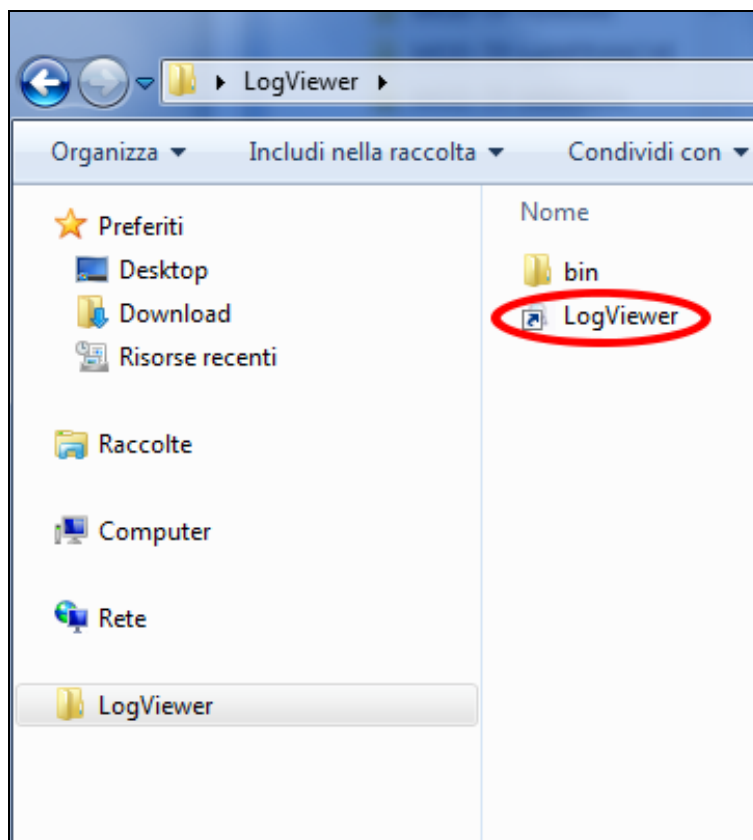 LogViewer
Organizza Includi nella raccolta Condividi con
Preferiti
Desktop
Download
Risorse recenti
Raccolte
Computer
Rete
LogViewer
Nome
bin
LogViewer